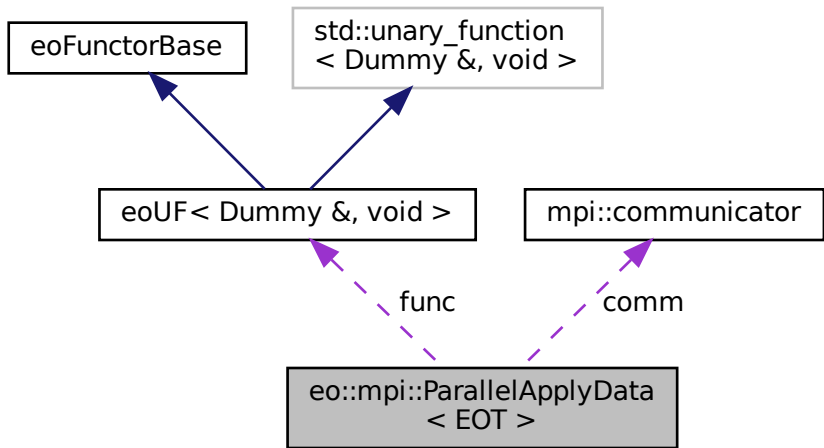 eoFunctorBase
std::unary_function
< Dummy &, void >
eoUF< Dummy &, void >
mpi::communicator
func
comm
eo::mpi::ParallelApplyData
< EOT >